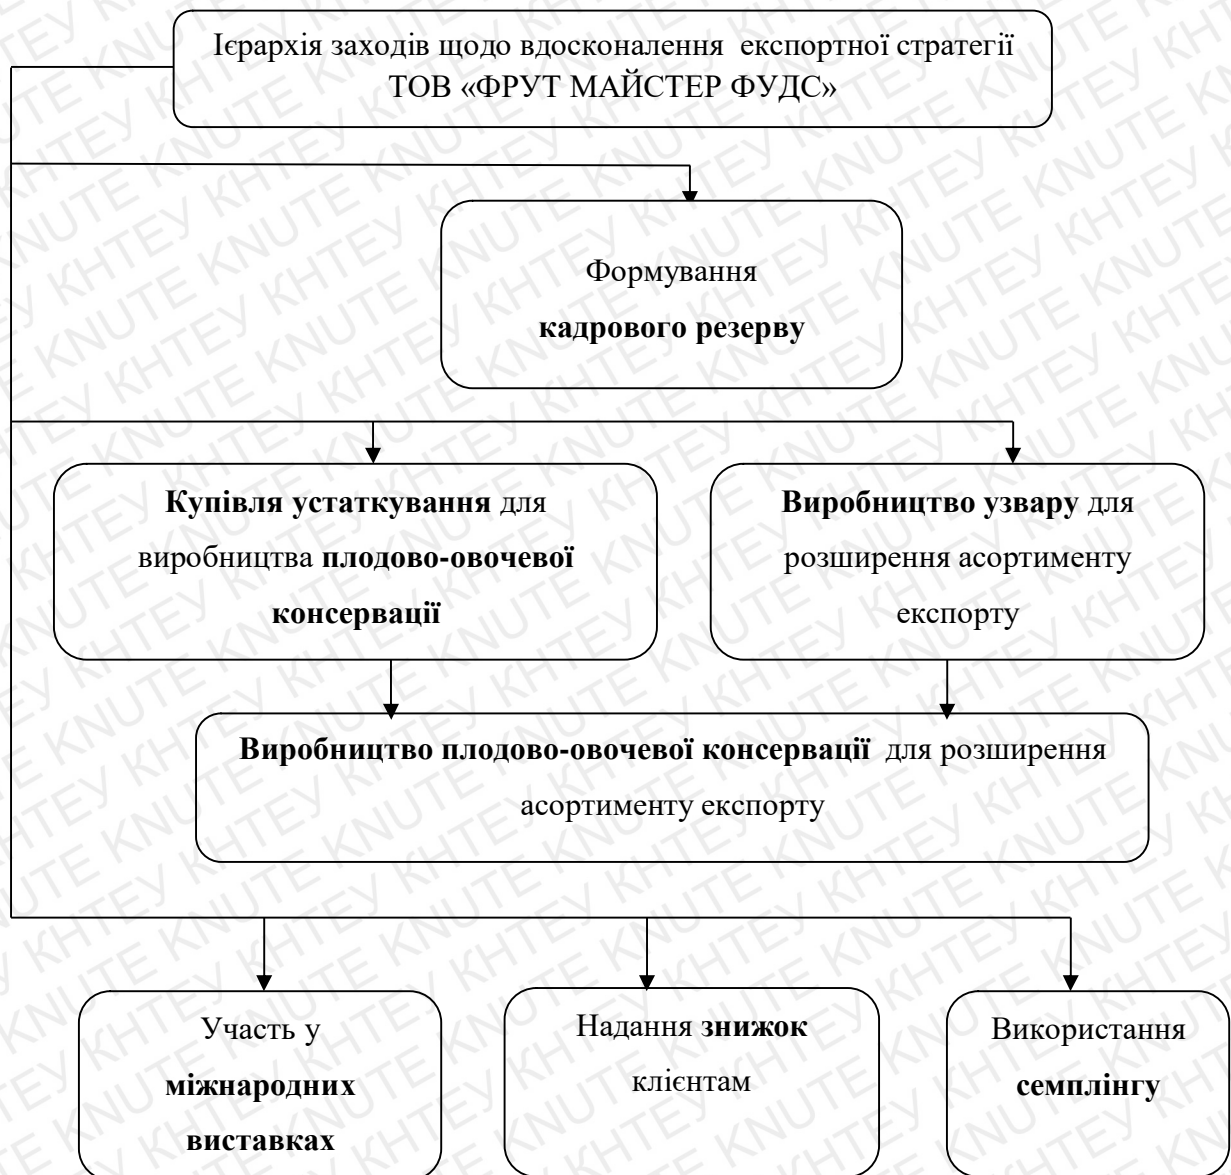 Ієрархія заходів щодо вдосконалення експортної стратегії
ТОВ «ФРУТ МАЙСТЕР ФУДС»
Формування
кадрового резерву
Купівля устаткування для
виробництва плодово-овочевої
консервації
Виробництво узвару для
розширення асортименту
експорту
Виробництво плодово-овочевої консервації для розширення
асортименту експорту
Участь у
міжнародних
виставках
Надання знижок
клієнтам
Використання
семплінгу